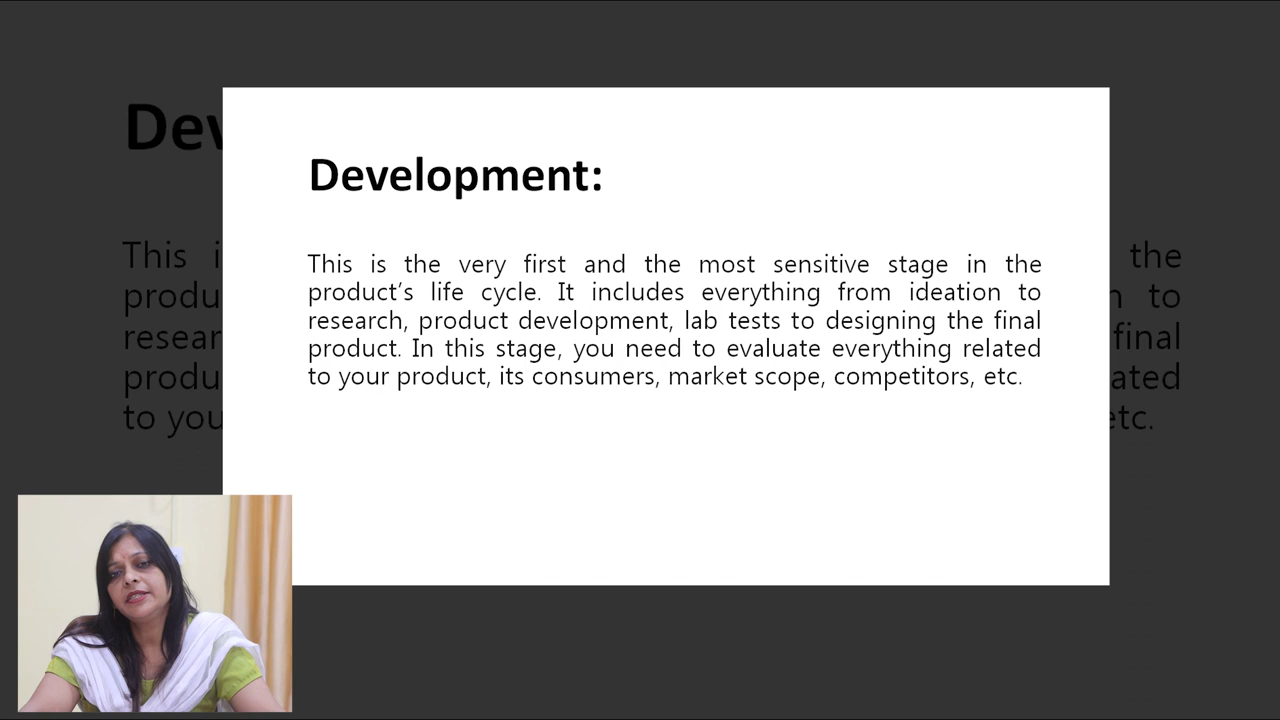 Development:
This is the very first and the most sensitive stage in the
product's life cycle. It includes everything from ideation to
research, product development, lab tests to designing the final
product. In this stage, you need to evaluate everything related
to your product, its consumers, market scope, competitors, etc.